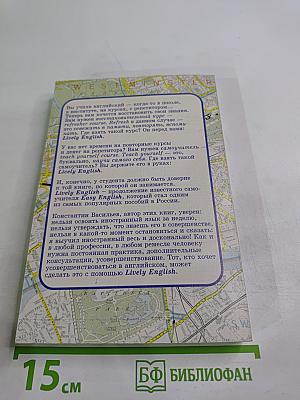 WESTMINSTER
Вы учили английский — когда-то в школе,
в институте, на курсах, с репетитором...
Теперь вам хочется восстановить свои знания.
Вам нужен восстановительный курс —
refresher course. Refresh в данном случае —
это освежить в памяти, повторить, вспом-
нить. Где взять такой курс? Он перед вами:
Lively English.
У вас нет времени на повторные курсы
и денег на репетитора? Вам нужен самоучитель —
teach yourself course. Teach yourself — это,
буквально, научи самого себя. Где взять такой
самоучитель? Вы держите его в руках:
Lively English.
И, конечно, у студента должно быть доверие
к той книге, по которой он занимается.
Lively English — продолжение известного само-
учителя Easy English, который стал одним
из самых популярных пособий в России.
Константин Васильев, автор этих книг, уверен:
нельзя освоить иностранный язык за неделю,
нельзя утверждать, что знаешь его в совершенстве,
нельзя в какой-то момент остановиться и сказать:
я выучил иностранный весь и досконально! Как и
в любой профессии, в любом ремесле человеку
нужна постоянная практика, дополнительные
консультации, усовершенствование. Тот, кто хочет
усовершенствоваться в английском, может
сделать это с помощью Lively English.
15 см
БФ БИБЛИОФАН